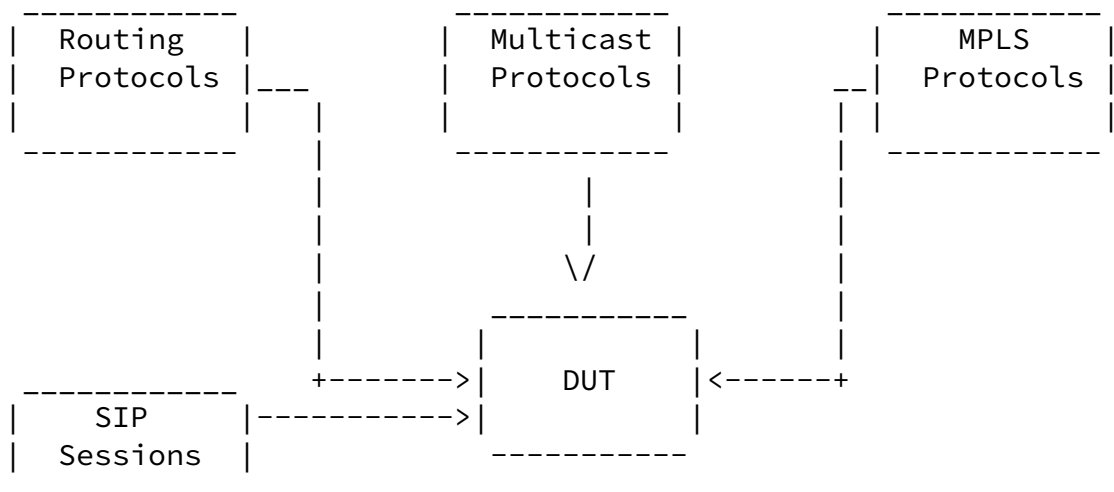 Routing Multicast MPLS
Protocols Protocols Protocols
DUT
SIP
Sessions